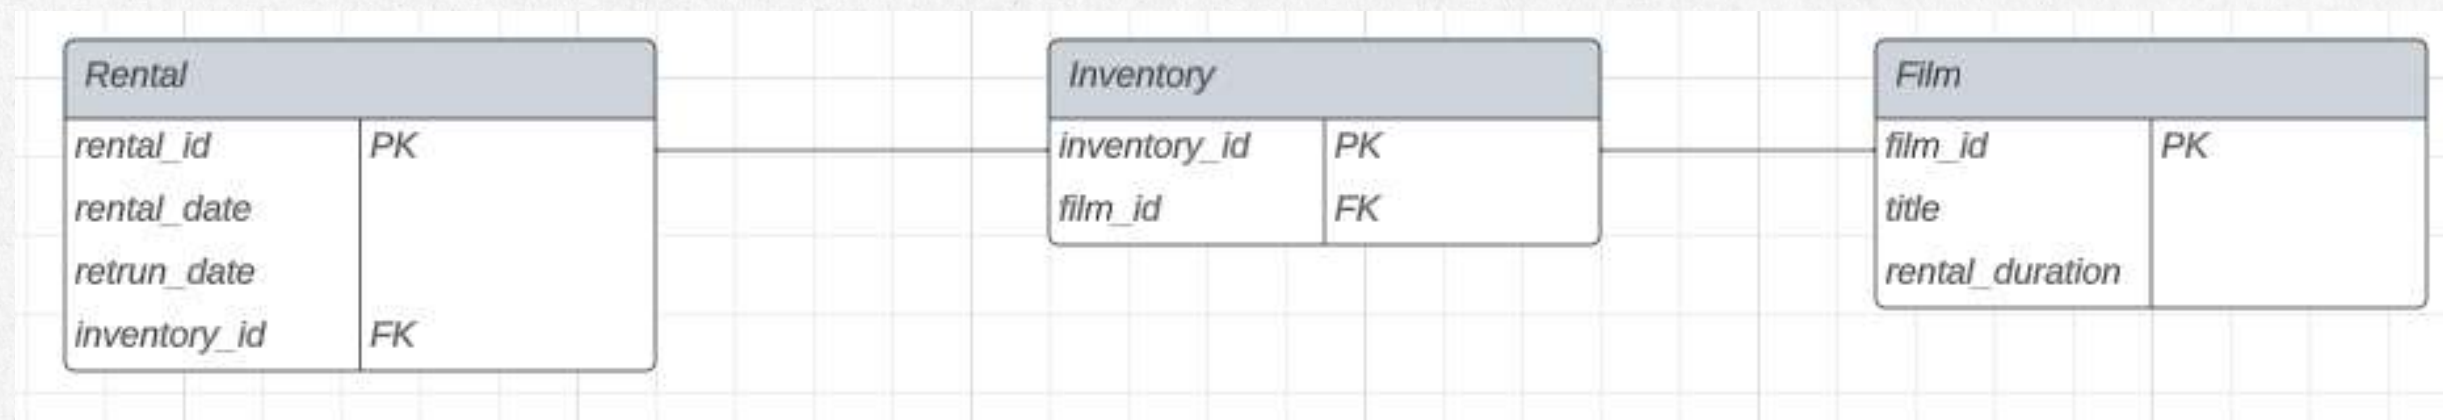 Rental
rental_id PK
rental_date
retrun_date
inventory_id FK
Inventory
inventory_id PK
film_id FK
Film
film_id PK
title
rental_duration